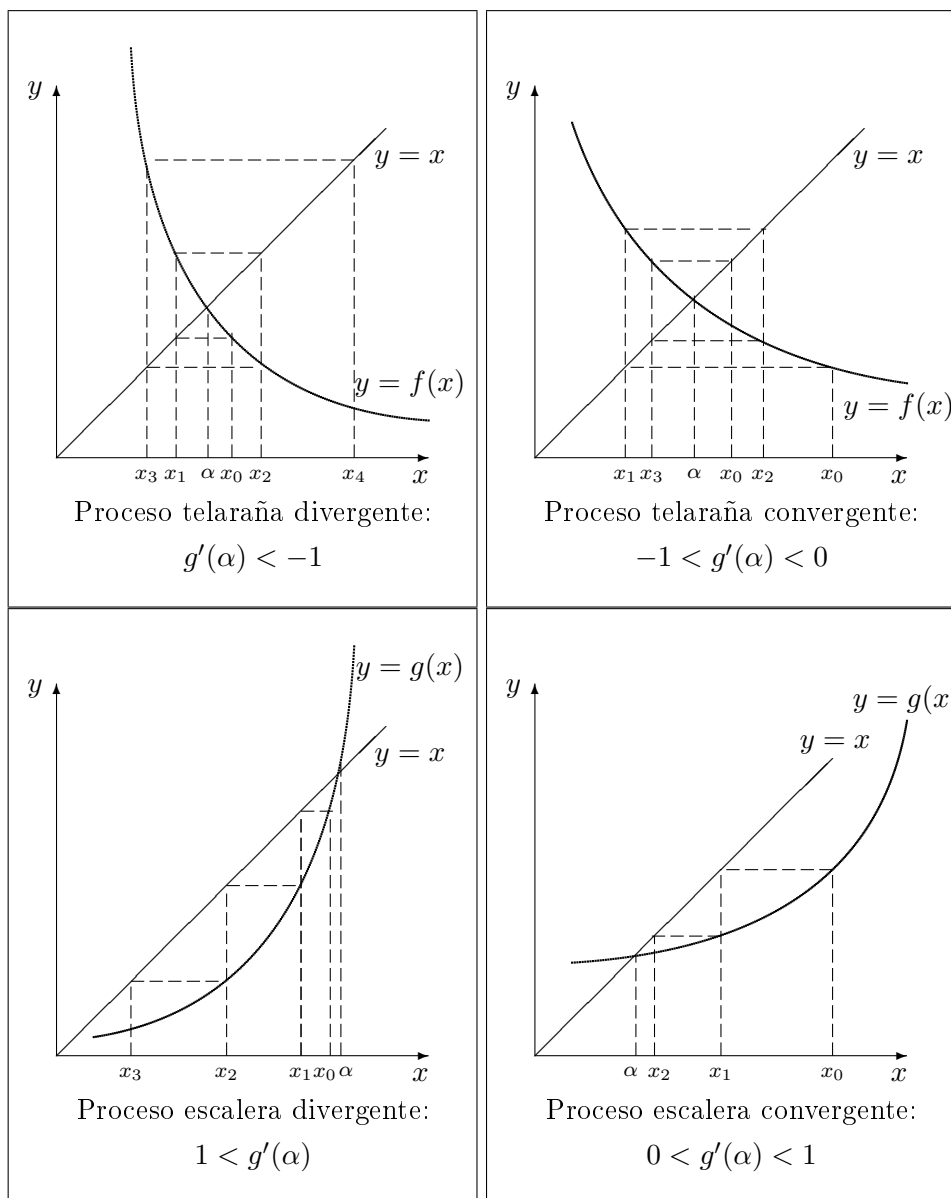 y
y = x
y = f(x)
x₃ x₁ α x₀ x₂ x₄ x
Proceso telaraña divergente:
g′(α) < −1
y
y = x
y = f(x)
x₁ x₃ α x₀ x₂ x₀ x
Proceso telaraña convergente:
−1 < g′(α) < 0
y = g(x)
y
y = x
x₃ x₂ x₁ x₀ α x
Proceso escalera divergente:
1 < g′(α)
y
y = g(x
y = x
α x₂ x₁ x₀ x
Proceso escalera convergente:
0 < g′(α) < 1